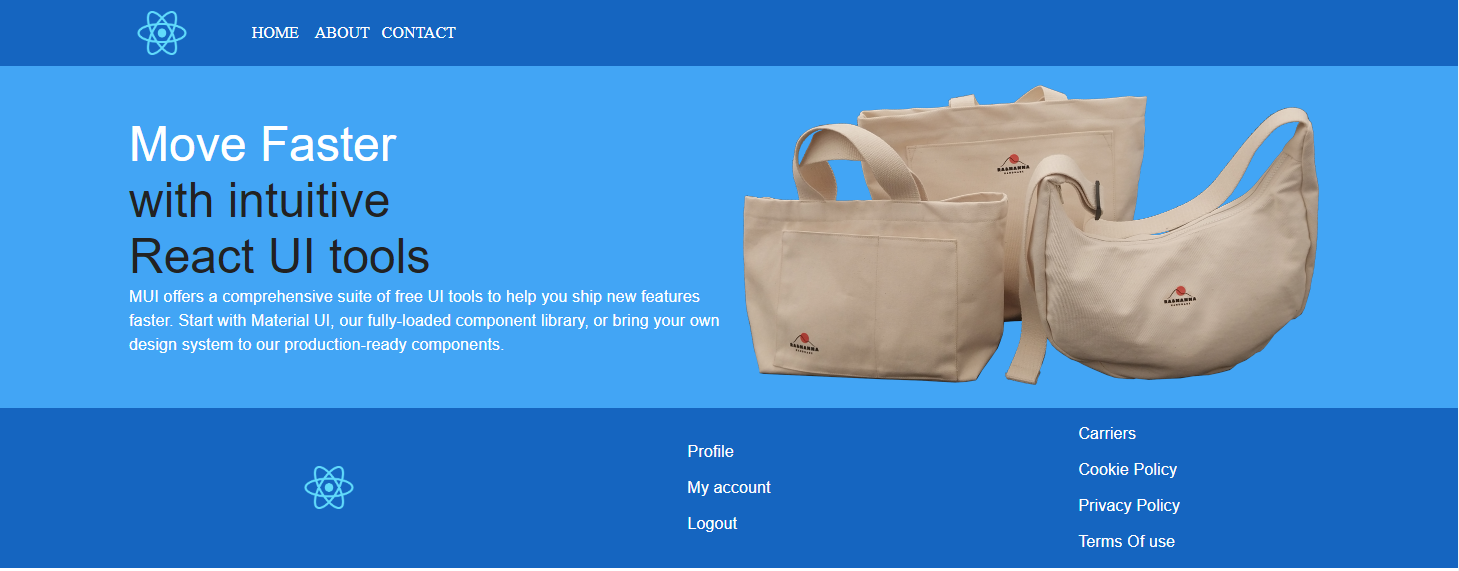 HOME ABOUT CONTACT
Move Faster
with intuitive
React UI tools
MUI offers a comprehensive suite of free UI tools to help you ship new features
faster. Start with Material UI, our fully-loaded component library, or bring your own
design system to our production-ready components.
Profile
My account
Logout
Carriers
Cookie Policy
Privacy Policy
Terms Of use